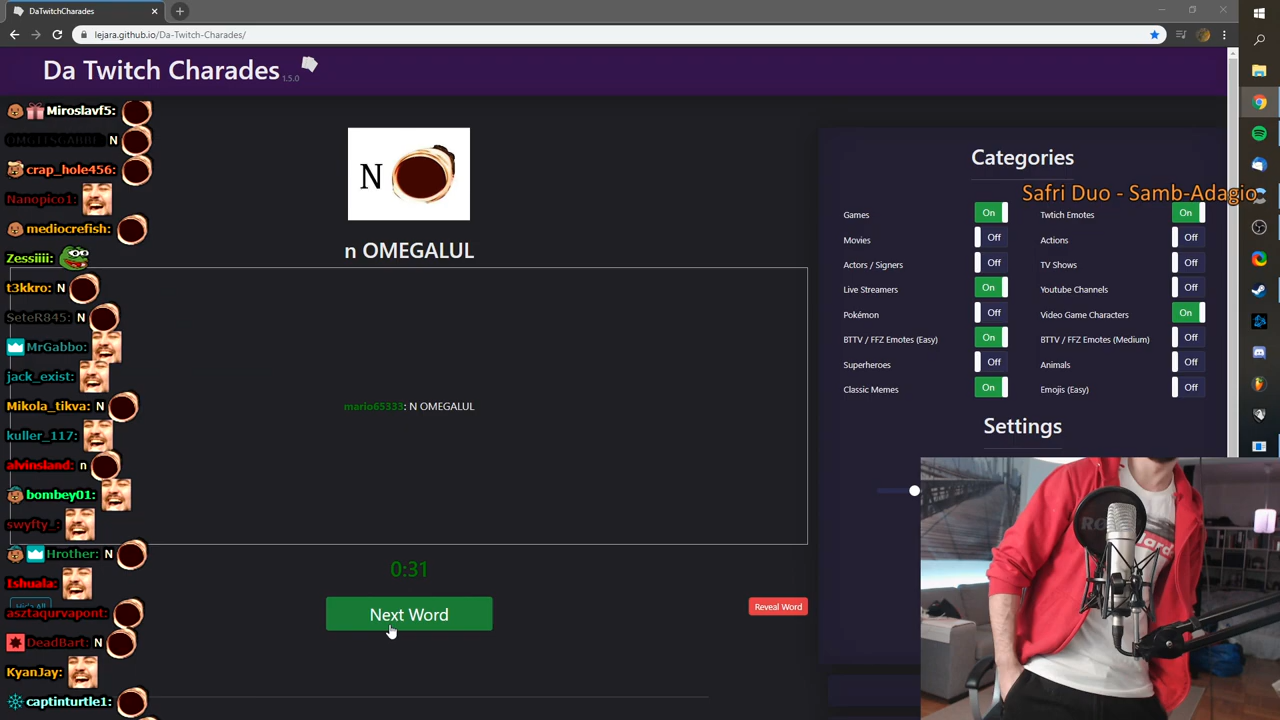 DaTwitchCharades
lejara.github.io/Da-Twitch-Charades/
Da Twitch Charades 1.5.0
Miroslavf5:
N
crap_hole456:
Nanopico1:
mediocrefish:
Zessiiii:
t3kkro: N
SeteR845: N
MrGabbo:
jack_exist:
Mikola_tikva: N
kuller_117:
alvinsland: n
bombey01:
swyfty_:
Hrother: N
Ishuala:
asztaqurvapont:
DeadBart: N
KyanJay:
captinturtle1:
Hide All
N
n OMEGALUL
mario65333: N OMEGALUL
0:31
Next Word
Reveal Word
Categories
Safri Duo - Samb-Adagio
Games On Twtich Emotes On
Movies Off Actions Off
Actors / Signers Off TV Shows Off
Live Streamers On Youtube Channels Off
Pokémon Off Video Game Characters On
BTTV / FFZ Emotes (Easy) On BTTV / FFZ Emotes (Medium) Off
Superheroes Off Animals Off
Classic Memes On Emojis (Easy) Off
Settings